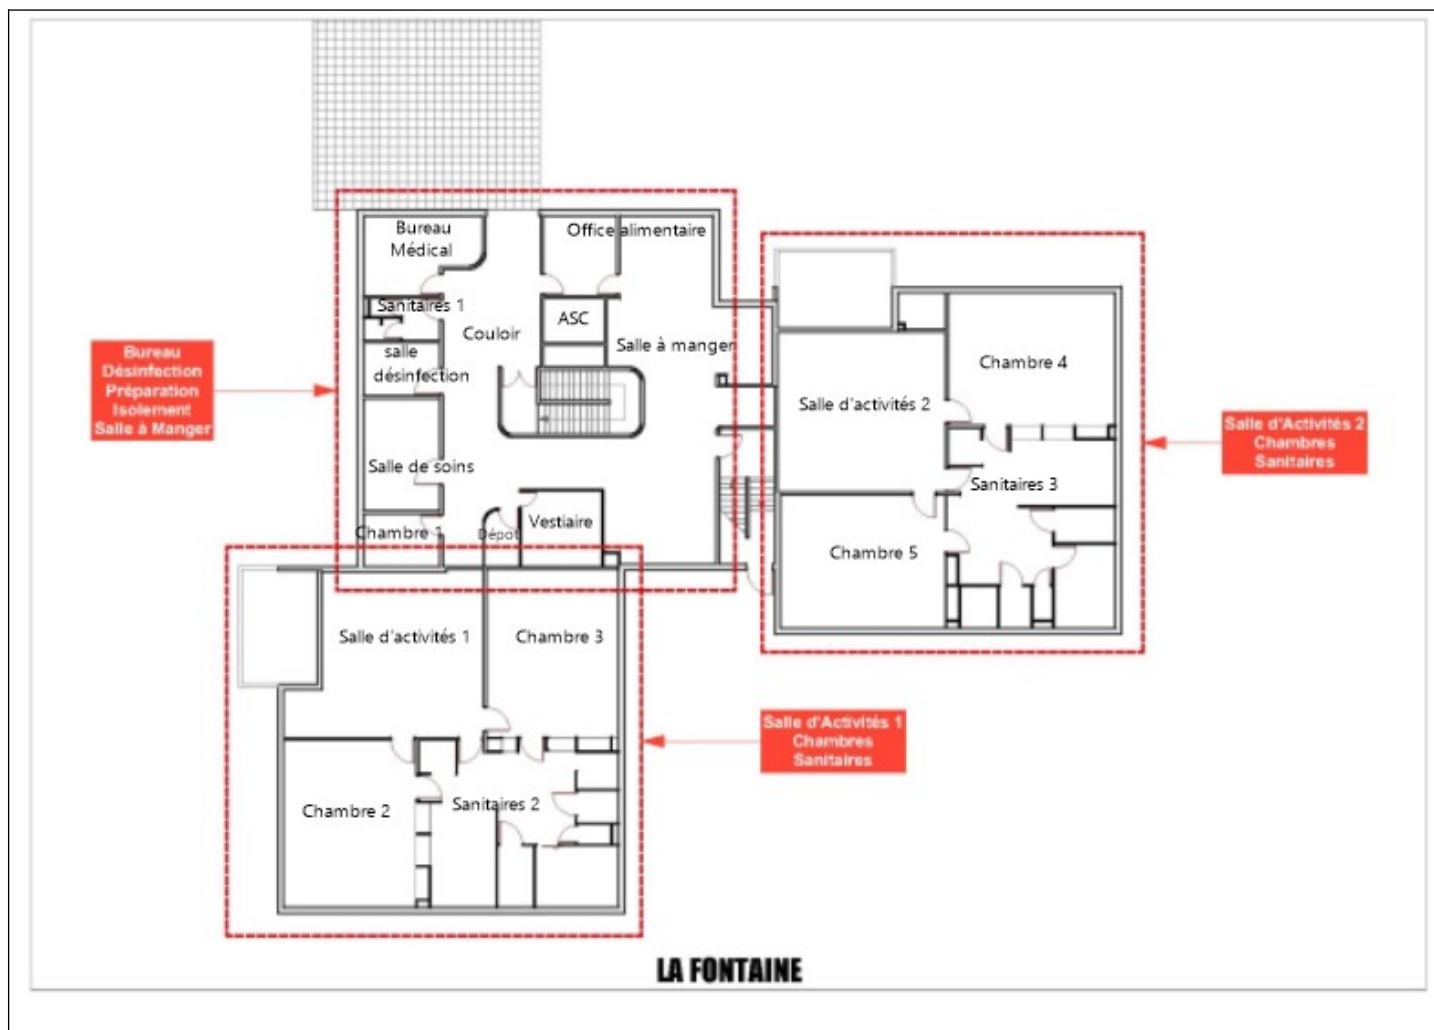 Bureau
Médical
Office alimentaire
Sanitaires 1
ASC
Couloir
Salle à manger
salle
désinfection
Bureau
Désinfection
Préparation
Isolement
Salle à Manger
Chambre 4
Salle d'activités 2
Salle d'Activités 2
Chambres
Sanitaires
Salle de soins
Sanitaires 3
Chambre 1
Dépot
Vestiaire
Chambre 5
Salle d'activités 1
Chambre 3
Salle d'Activités 1
Chambres
Sanitaires
Chambre 2
Sanitaires 2
LA FONTAINE